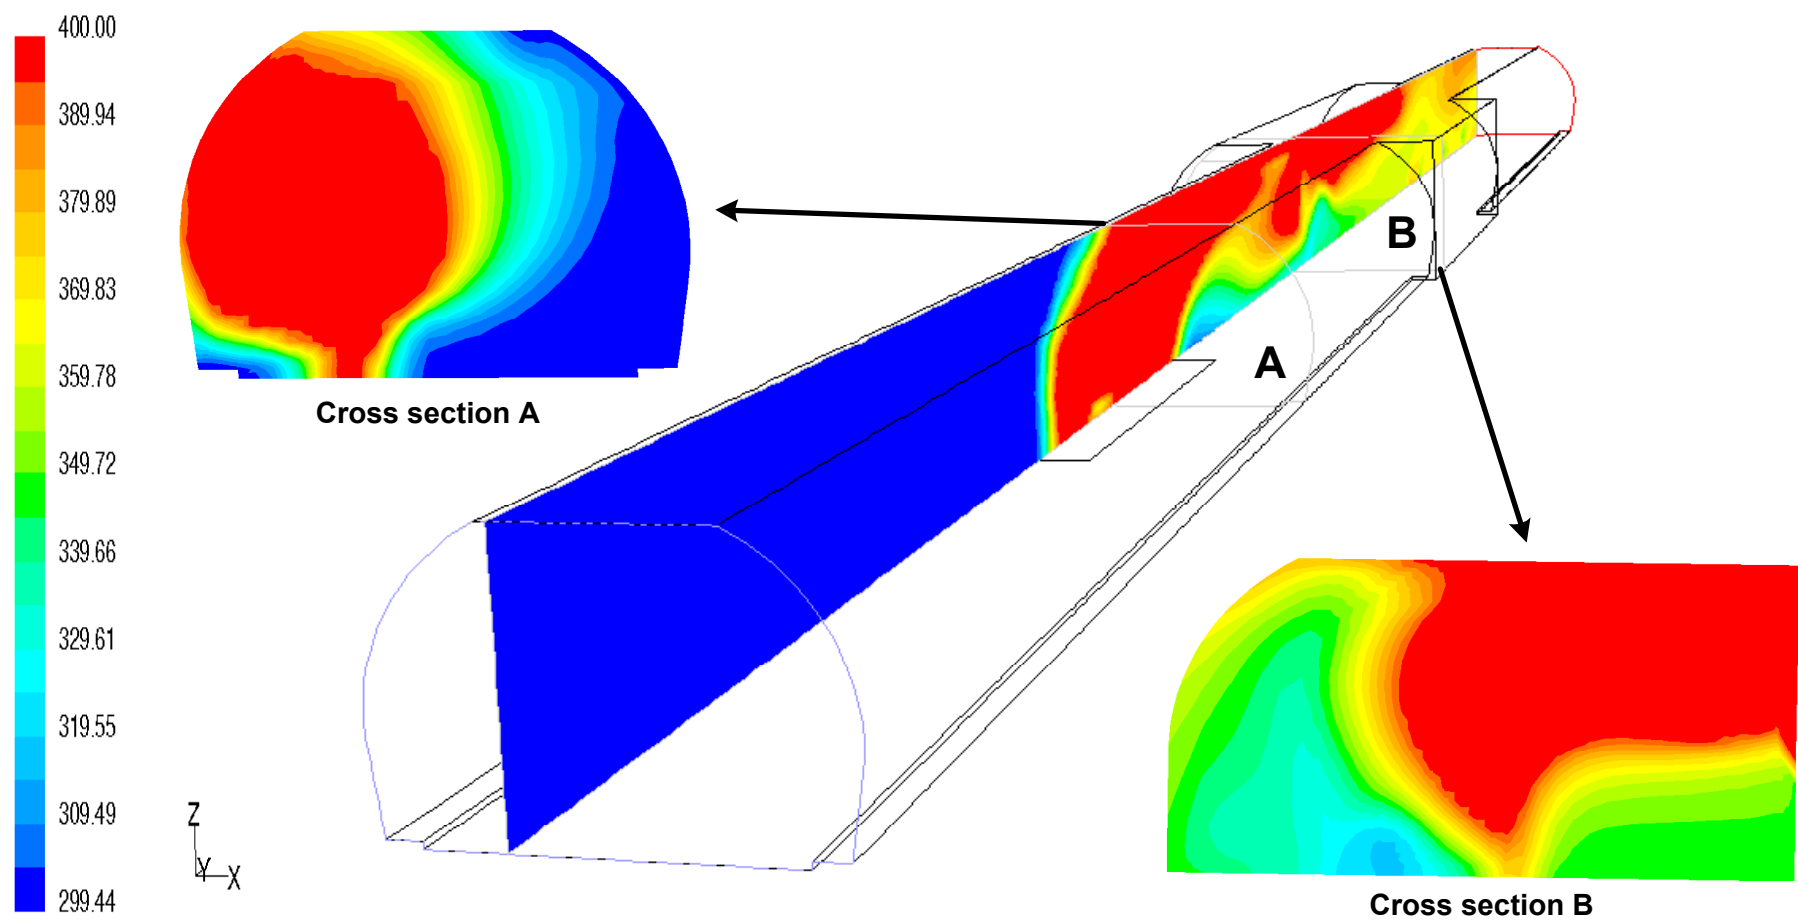 400.00
389.94
379.89
369.83
359.78
349.72
339.66
329.61
319.55
309.49
299.44
Cross section A
B
A
Z
Y
X
Cross section B